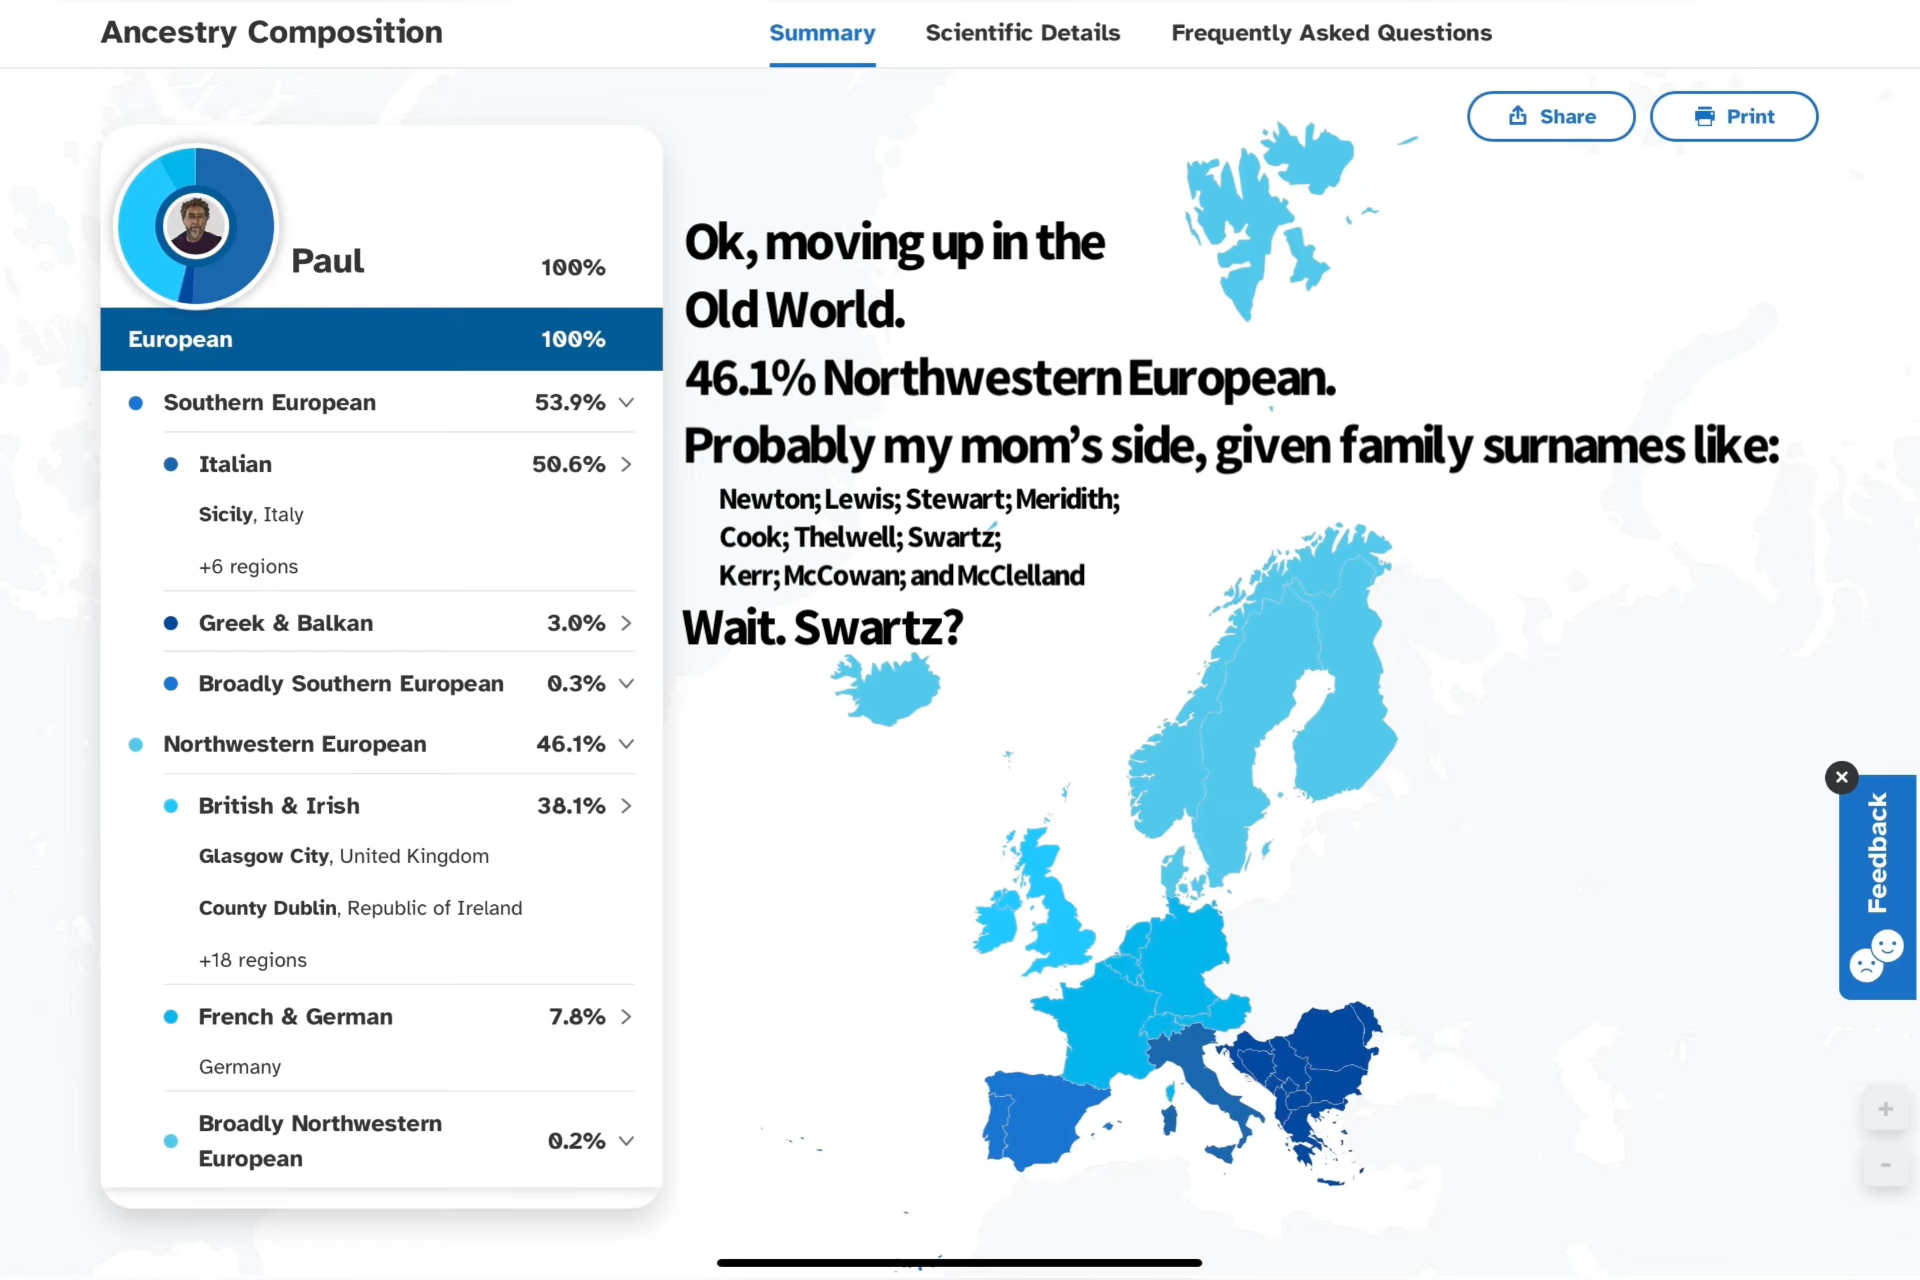 Ancestry Composition
Summary
Scientific Details
Frequently Asked Questions
Share
Print
Paul 100%
European 100%
Southern European 53.9%
Italian 50.6%
Sicily, Italy
+6 regions
Greek & Balkan 3.0%
Broadly Southern European 0.3%
Northwestern European 46.1%
British & Irish 38.1%
Glasgow City, United Kingdom
County Dublin, Republic of Ireland
+18 regions
French & German 7.8%
Germany
Broadly Northwestern
European 0.2%
Ok, moving up in the
Old World.
46.1% Northwestern European.
Probably my mom’s side, given family surnames like:
Newton; Lewis; Stewart; Meridith;
Cook; Thelwell; Swartz;
Kerr; McCowan; and McClelland
Wait. Swartz?
Feedback
+
-